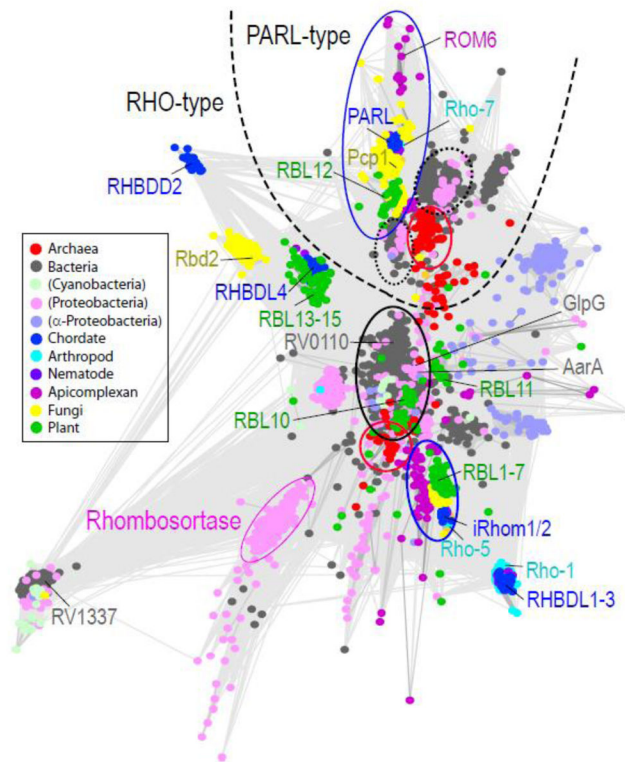 PARL-type
ROM6
RHO-type
PARL
Rho-7
Pcp1
RBL12
RHBDD2
Rbd2
RHBDL4
RBL13-15
Archaea
Bacteria
(Cyanobacteria)
(Proteobacteria)
(α-Proteobacteria)
Chordate
Arthropod
Nematode
Apicomplexan
Fungi
Plant
GlpG
RV0110
AarA
RBL11
RBL10
RBL1-7
Rhombosortase
iRhom1/2
Rho-5
Rho-1
RHBDL1-3
RV1337